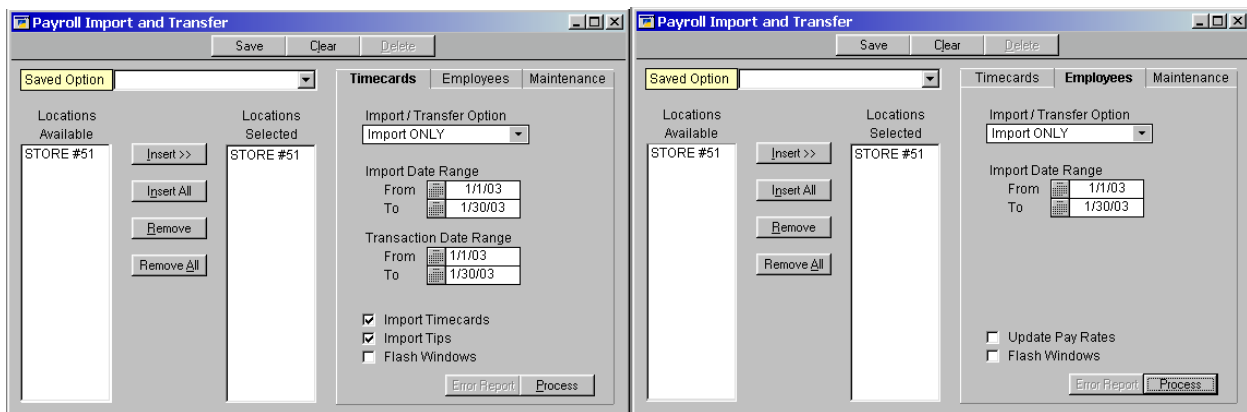 Payroll Import and Transfer
Save Clear Delete
Saved Option
Timecards Employees Maintenance
Locations Available
Locations Selected
STORE #51
STORE #51
Insert >>
Insert All
Remove
Remove All
Import / Transfer Option
Import ONLY
Import Date Range
From 1/1/03
To 1/30/03
Transaction Date Range
From 1/1/03
To 1/30/03
Import Timecards
Import Tips
Flash Windows
Error Report Process
Payroll Import and Transfer
Save Clear Delete
Saved Option
Timecards Employees Maintenance
Locations Available
Locations Selected
STORE #51
STORE #51
Insert >>
Insert All
Remove
Remove All
Import / Transfer Option
Import ONLY
Import Date Range
From 1/1/03
To 1/30/03
Update Pay Rates
Flash Windows
Error Report Process